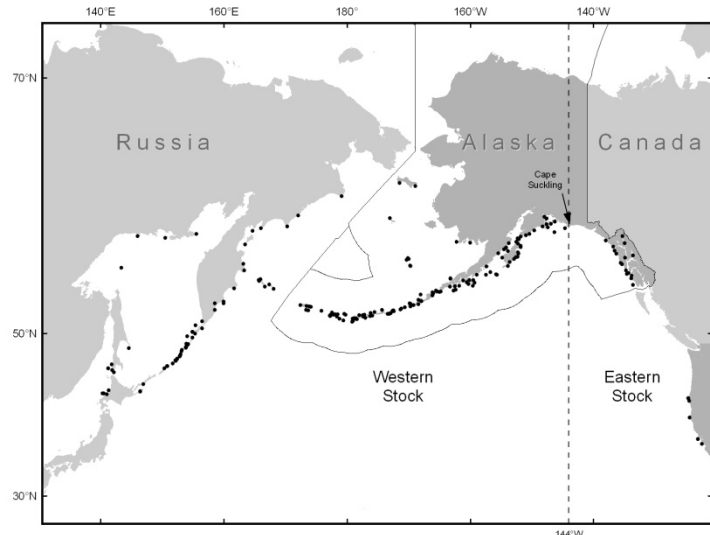 140°E 160°E 180° 160°W 140°W
70°N
Russia Alaska Canada
Cape
Suckling
50°N
Western
Stock
Eastern
Stock
30°N
144°W